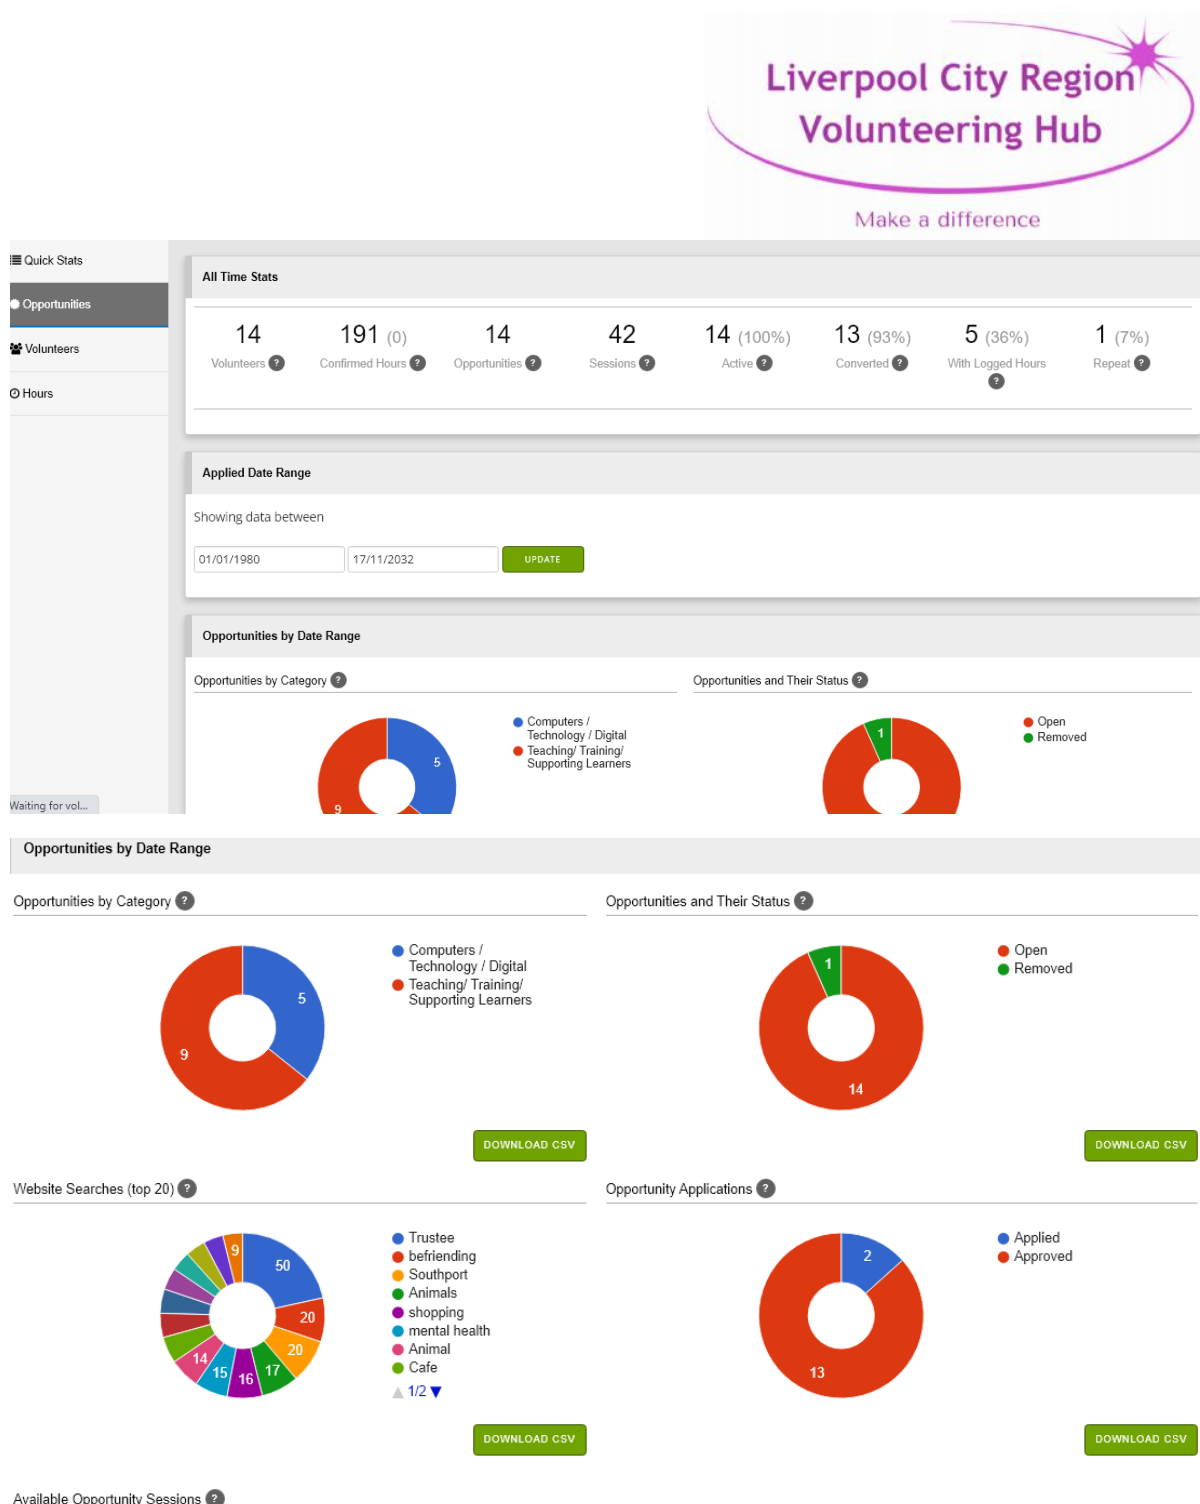 Liverpool City Region
Volunteering Hub
Make a difference
Quick Stats
Opportunities
Volunteers
Hours
Waiting for vol...
All Time Stats
14 191 (0) 14 42 14 (100%) 13 (93%) 5 (36%) 1 (7%)
Volunteers ? Confirmed Hours ? Opportunities ? Sessions ? Active ? Converted ? With Logged Hours ? Repeat ?
Applied Date Range
Showing data between
01/01/1980 17/11/2032 UPDATE
Opportunities by Date Range
Opportunities by Category ?
5
9
Computers /
Technology / Digital
Teaching/ Training/
Supporting Learners
Opportunities and Their Status ?
1
Open
Removed
Opportunities by Date Range
Opportunities by Category ?
5
9
Computers /
Technology / Digital
Teaching/ Training/
Supporting Learners
DOWNLOAD CSV
Opportunities and Their Status ?
1
14
Open
Removed
DOWNLOAD CSV
Website Searches (top 20) ?
9
50
20
20
17
16
15
14
Trustee
befriending
Southport
Animals
shopping
mental health
Animal
Cafe
1/2
DOWNLOAD CSV
Opportunity Applications ?
2
13
Applied
Approved
DOWNLOAD CSV
Available Opportunity Sessions ?